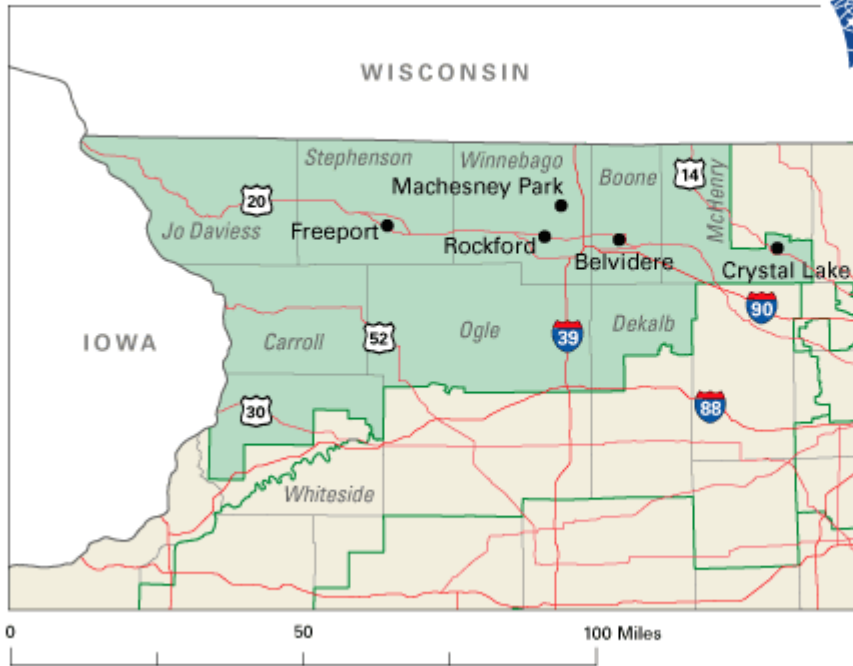 WISCONSIN
Stephenson
Winnebago
Boone
14
McHenry
Machesney Park
20
Jo Daviess
Freeport
Rockford
Belvidere
Crystal Lake
IOWA
Carroll
52
Ogle
39
Dekalb
90
30
88
Whiteside
0
50
100 Miles